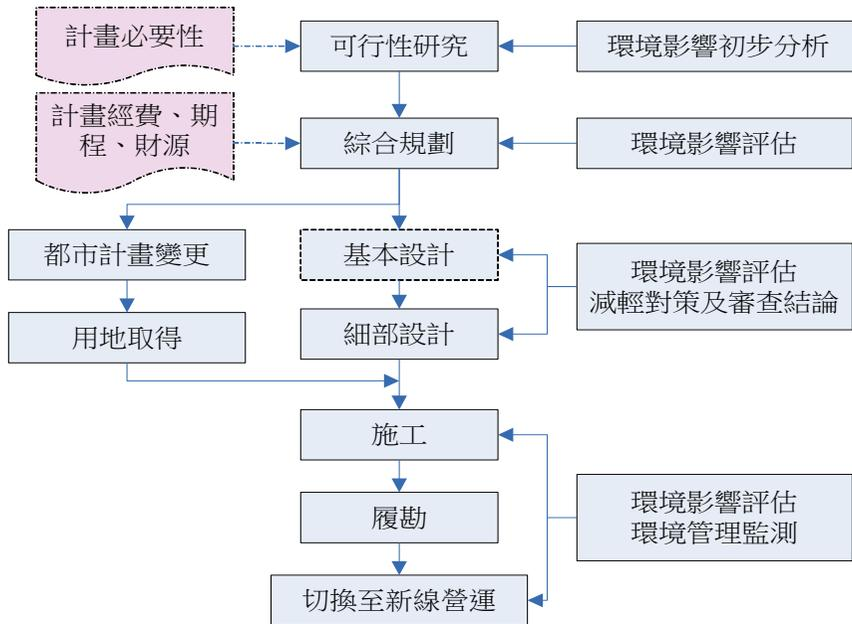 計畫必要性
可行性研究
環境影響初步分析
計畫經費、期
程、財源
綜合規劃
環境影響評估
都市計畫變更
基本設計
環境影響評估
減輕對策及審查結論
用地取得
細部設計
施工
履勘
環境影響評估
環境管理監測
切換至新線營運